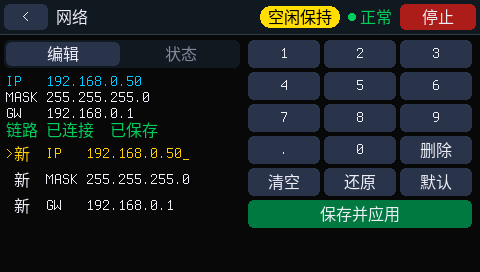 < 网络 空闲保持 ● 正常 停止
编辑 状态
IP 192.168.0.50
MASK 255.255.255.0
GW 192.168.0.1
链路 已连接 已保存
>新 IP 192.168.0.50_
新 MASK 255.255.255.0
新 GW 192.168.0.1
1 2 3
4 5 6
7 8 9
. 0 删除
清空 还原 默认
保存并应用